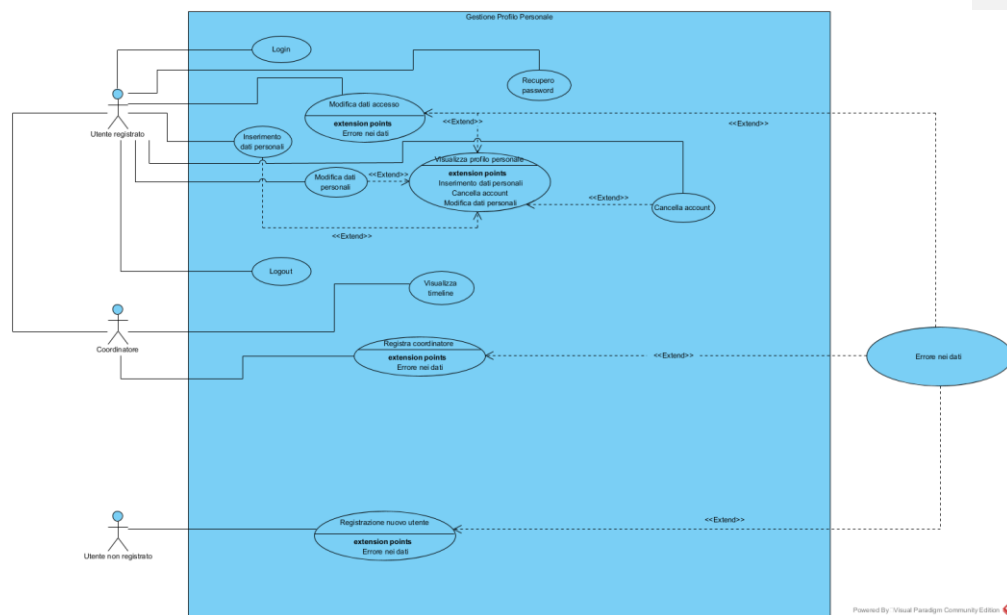 Gestione Profilo Personale
Login
Recupero
password
Modifica dati accesso
extension points
Errore nei dati
<<Extend>>
<<Extend>>
Utente registrato
Inserimento
dati personali
Visualizza profilo personale
extension points
Inserimento dati personali
Cancella account
Modifica dati personali
Modifica dati
personali
<<Extend>>
<<Extend>>
Cancella account
<<Extend>>
Logout
Visualizza
timeline
Coordinatore
Registra coordinatore
extension points
Errore nei dati
<<Extend>>
Errore nei dati
Utente non registrato
Registrazione nuovo utente
extension points
Errore nei dati
<<Extend>>
Powered By Visual Paradigm Community Edition